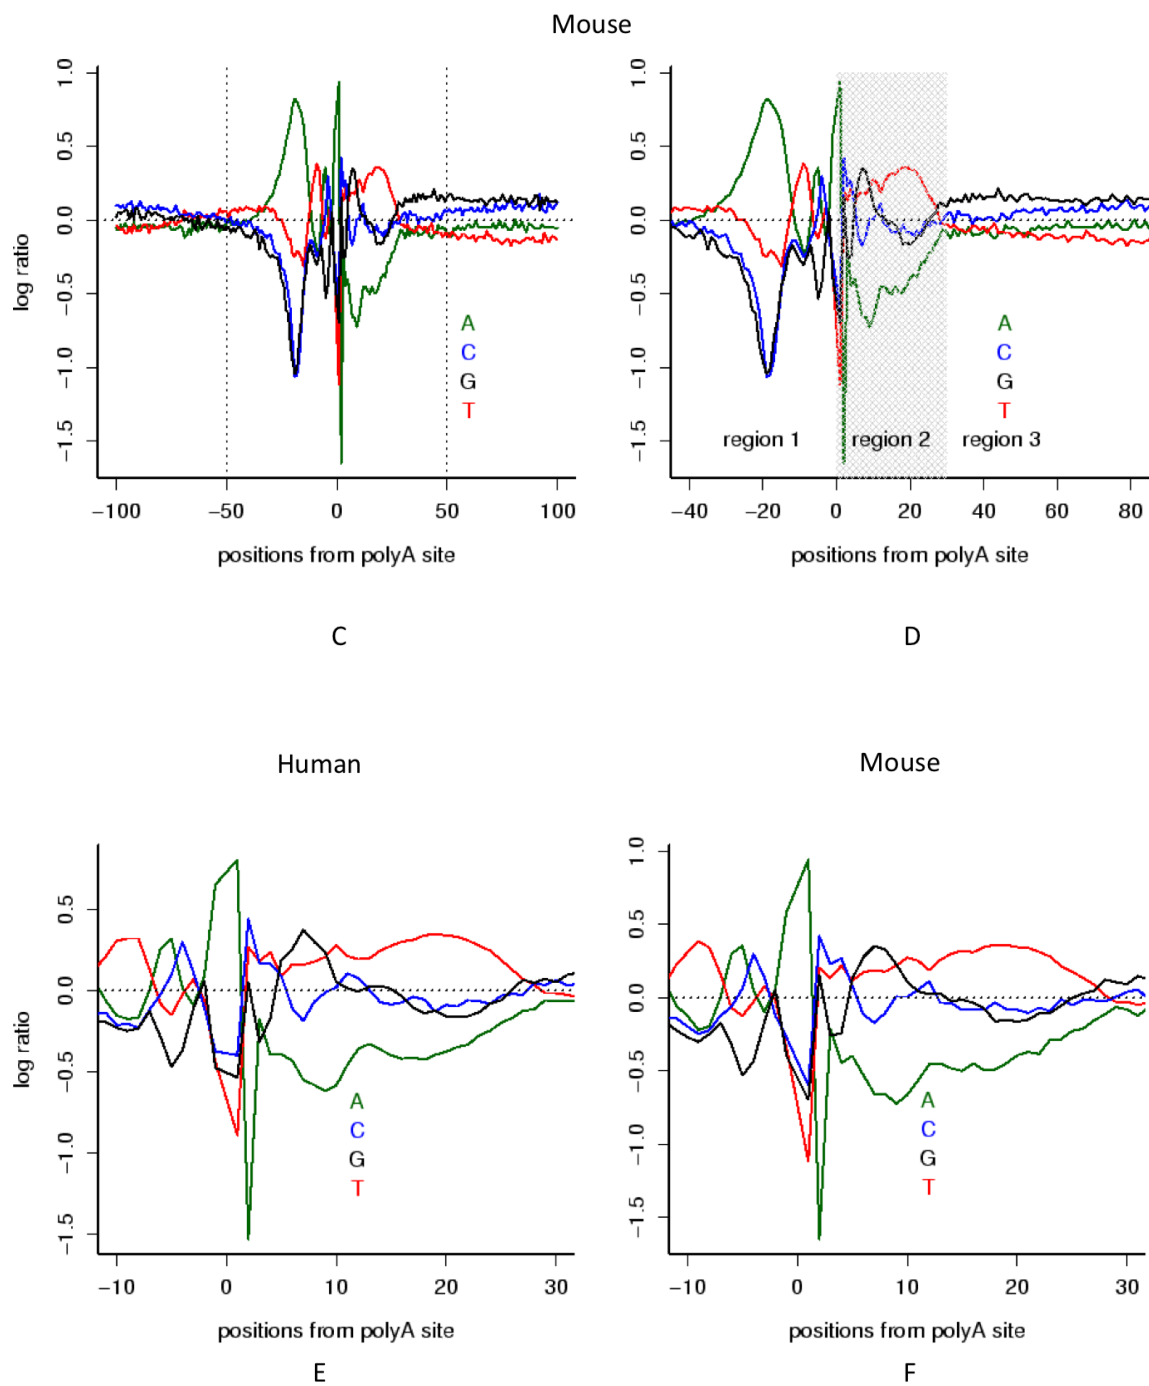 Mouse
1.0
0.5
0.0
−0.5
−1.0
−1.5
log ratio
A
C
G
T
−100
−50
0
50
100
positions from polyA site
C
1.0
0.5
0.0
−0.5
−1.0
−1.5
A
C
G
T
region 1
region 2
region 3
−40
−20
0
20
40
60
80
positions from polyA site
D
Human
0.5
0.0
−0.5
−1.0
−1.5
log ratio
A
C
G
T
−10
0
10
20
30
positions from polyA site
E
Mouse
1.0
0.5
0.0
−0.5
−1.0
−1.5
A
C
G
T
−10
0
10
20
30
positions from polyA site
F